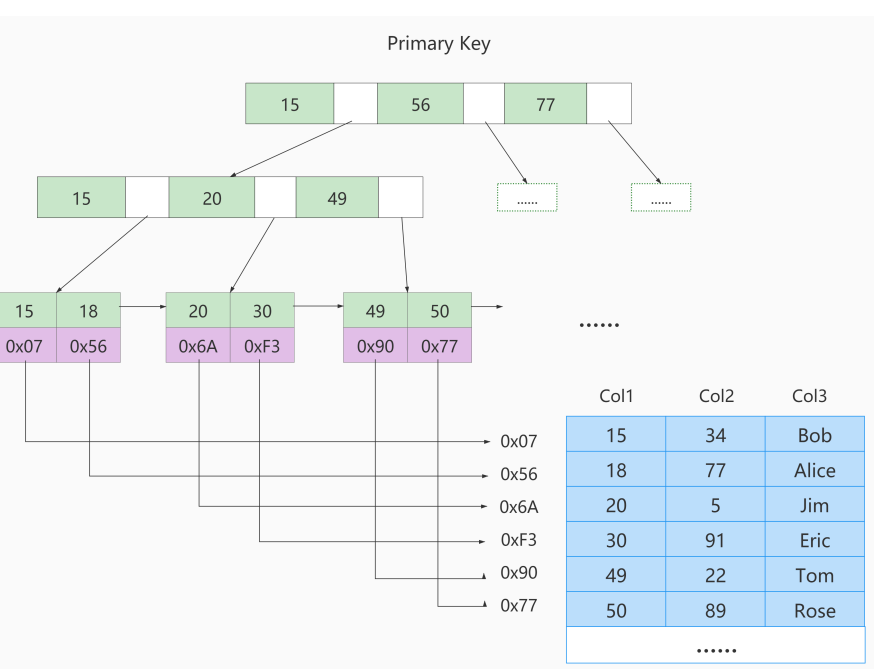 Primary Key
15 56 77
15 20 49
...... ......
15 18 20 30 49 50
0x07 0x56 0x6A 0xF3 0x90 0x77
......
Col1 Col2 Col3
0x07 15 34 Bob
0x56 18 77 Alice
0x6A 20 5 Jim
0xF3 30 91 Eric
0x90 49 22 Tom
0x77 50 89 Rose
......